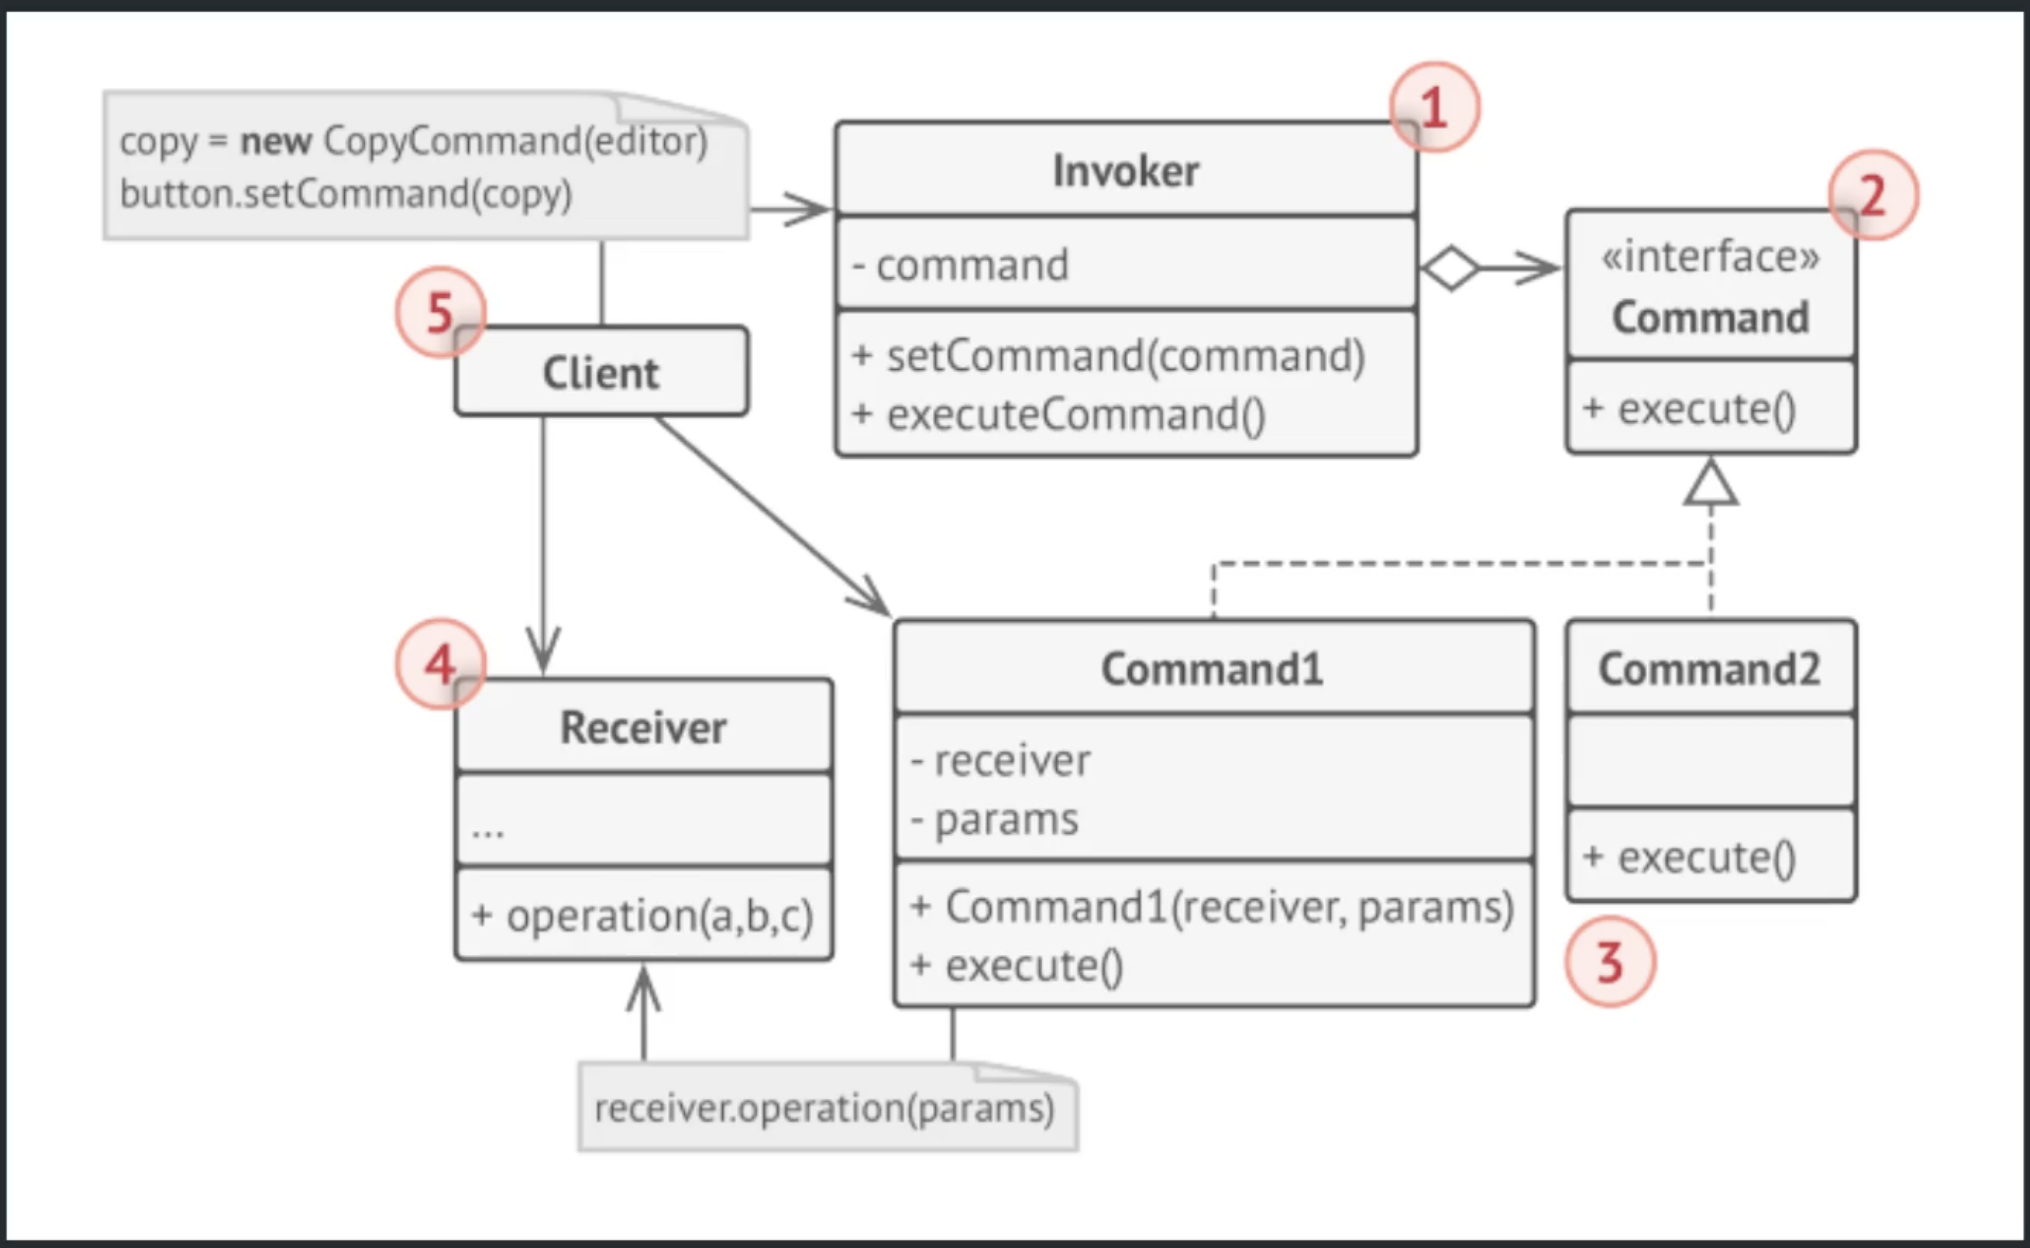 copy = new CopyCommand(editor)
button.setCommand(copy)
1
Invoker
- command
+ setCommand(command)
+ executeCommand()
2
«interface»
Command
+ execute()
5
Client
4
Receiver
...
+ operation(a,b,c)
Command1
- receiver
- params
+ Command1(receiver, params)
+ execute()
Command2
+ execute()
3
receiver.operation(params)